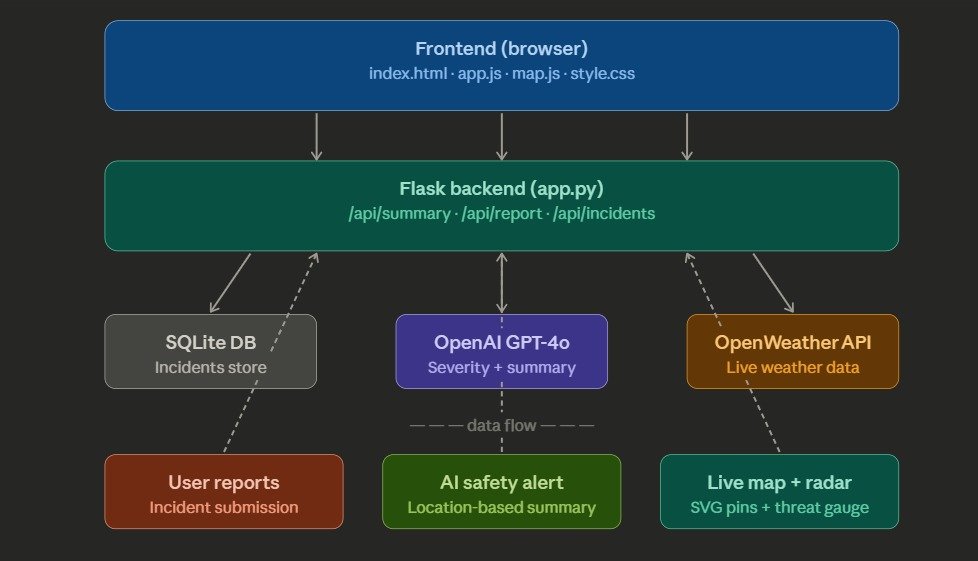 Frontend (browser)
index.html · app.js · map.js · style.css
Flask backend (app.py)
/api/summary · /api/report · /api/incidents
SQLite DB
Incidents store
OpenAI GPT-4o
Severity + summary
OpenWeather API
Live weather data
— — — data flow — — —
User reports
Incident submission
AI safety alert
Location-based summary
Live map + radar
SVG pins + threat gauge